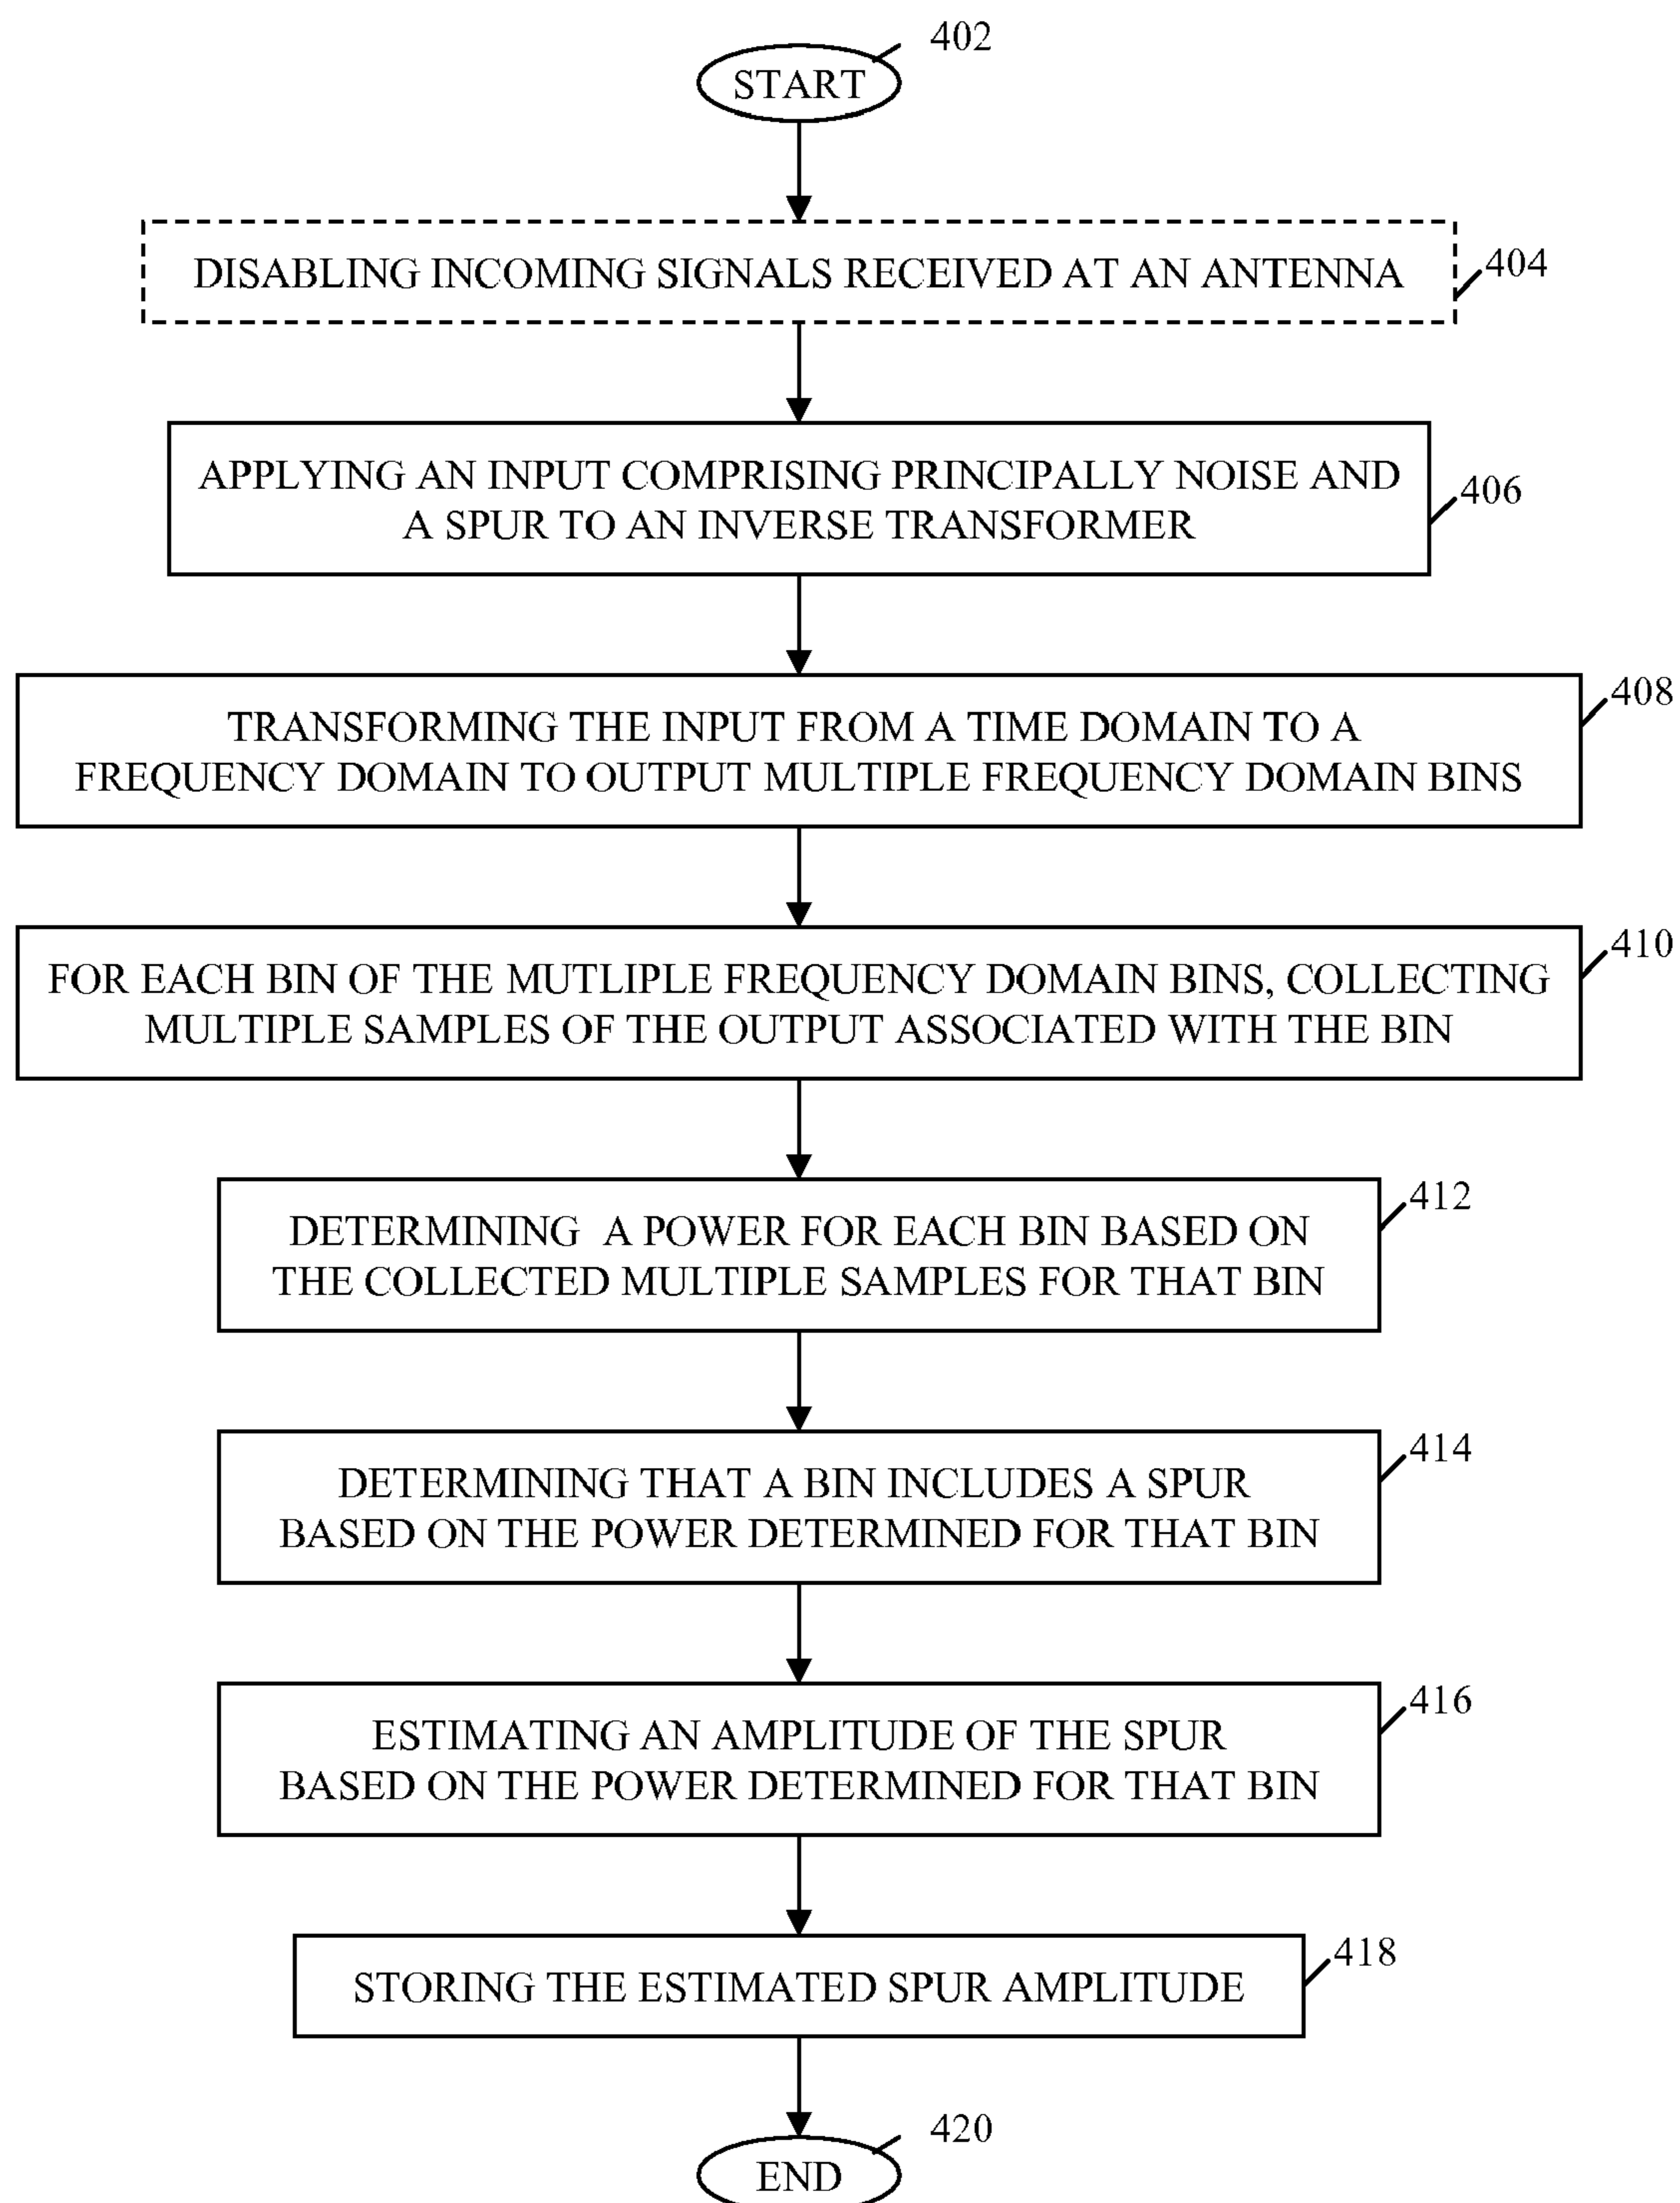 402
START
DISABLING INCOMING SIGNALS RECEIVED AT AN ANTENNA
404
APPLYING AN INPUT COMPRISING PRINCIPALLY NOISE AND
A SPUR TO AN INVERSE TRANSFORMER
406
TRANSFORMING THE INPUT FROM A TIME DOMAIN TO A
FREQUENCY DOMAIN TO OUTPUT MULTIPLE FREQUENCY DOMAIN BINS
408
FOR EACH BIN OF THE MUTLIPLE FREQUENCY DOMAIN BINS, COLLECTING
MULTIPLE SAMPLES OF THE OUTPUT ASSOCIATED WITH THE BIN
410
DETERMINING A POWER FOR EACH BIN BASED ON
THE COLLECTED MULTIPLE SAMPLES FOR THAT BIN
412
DETERMINING THAT A BIN INCLUDES A SPUR
BASED ON THE POWER DETERMINED FOR THAT BIN
414
ESTIMATING AN AMPLITUDE OF THE SPUR
BASED ON THE POWER DETERMINED FOR THAT BIN
416
STORING THE ESTIMATED SPUR AMPLITUDE
418
420
END